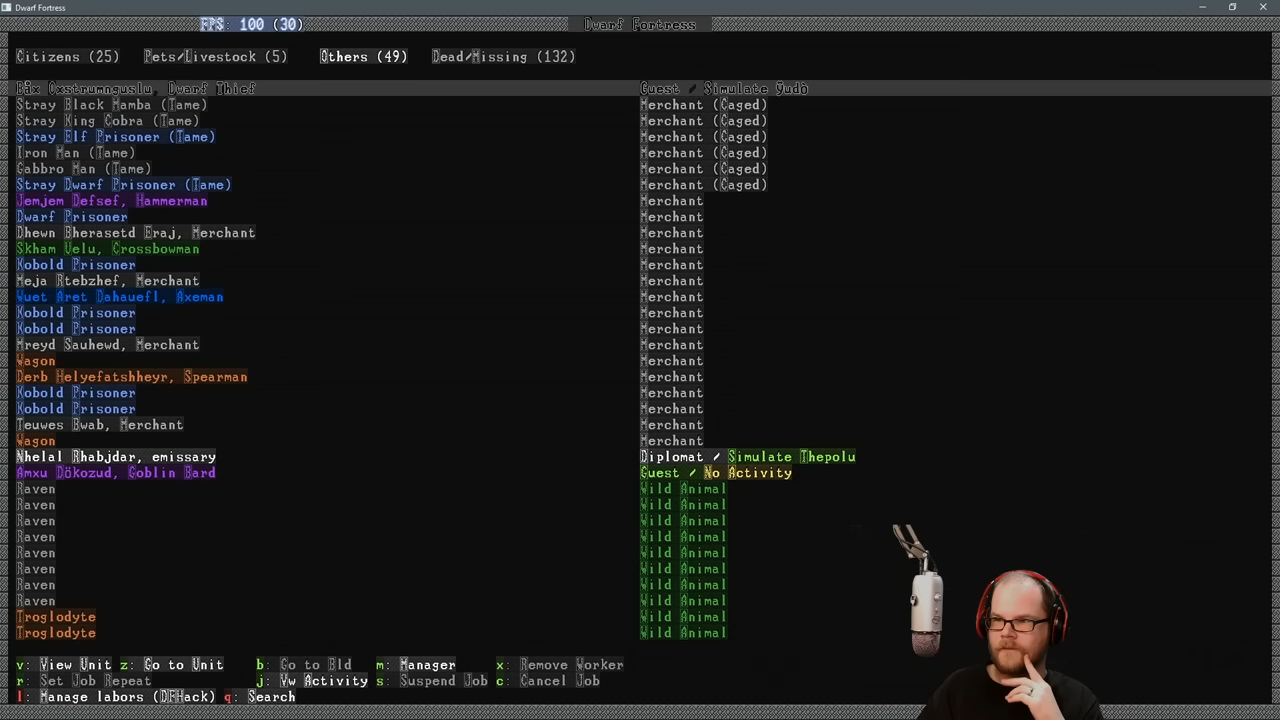 Dwarf Fortress
FPS: 100 (30)
Dwarf Fortress
Citizens (25) Pets/Livestock (5) Others (49) Dead/Missing (132)
Dwarf Thief Guest / Simulate
Stray Black Mamba (Tame) Merchant (Caged)
Stray King Cobra (Tame) Merchant (Caged)
Stray Elf Prisoner (Tame) Merchant (Caged)
Iron Man (Tame) Merchant (Caged)
Gabbro Man (Tame) Merchant (Caged)
Stray Dwarf Prisoner (Tame) Merchant (Caged)
Jemjem Defsef, Hammerman Merchant
Dwarf Prisoner Merchant
Dhewn Bherasetd Eraj, Merchant Merchant
Skham Uelu, Crossbowman Merchant
Kobold Prisoner Merchant
Meja Rtebzhef, Merchant Merchant
Wuet Aret Dahauefl, Axeman Merchant
Kobold Prisoner Merchant
Kobold Prisoner Merchant
Mreyd Sauhewd, Merchant Merchant
Wagon Merchant
Derb Helyefatshheyr, Spearman Merchant
Kobold Prisoner Merchant
Kobold Prisoner Merchant
Teuwes Bwab, Merchant Merchant
Wagon Merchant
Nhelal Rhabjdar, emissary Diplomat / Simulate Thepolu
Amxu Dökozud, Goblin Bard Guest / No Activity
Raven Wild Animal
Raven Wild Animal
Raven Wild Animal
Raven Wild Animal
Raven Wild Animal
Raven Wild Animal
Raven Wild Animal
Raven Wild Animal
Troglodyte Wild Animal
Troglodyte Wild Animal
v: View Unit z: Go to Unit b: Go to Bld m: Manager x: Remove Worker
r: Set Job Repeat j: Vw Activity s: Suspend Job c: Cancel Job
l: Manage labors (DFHack) q: Search